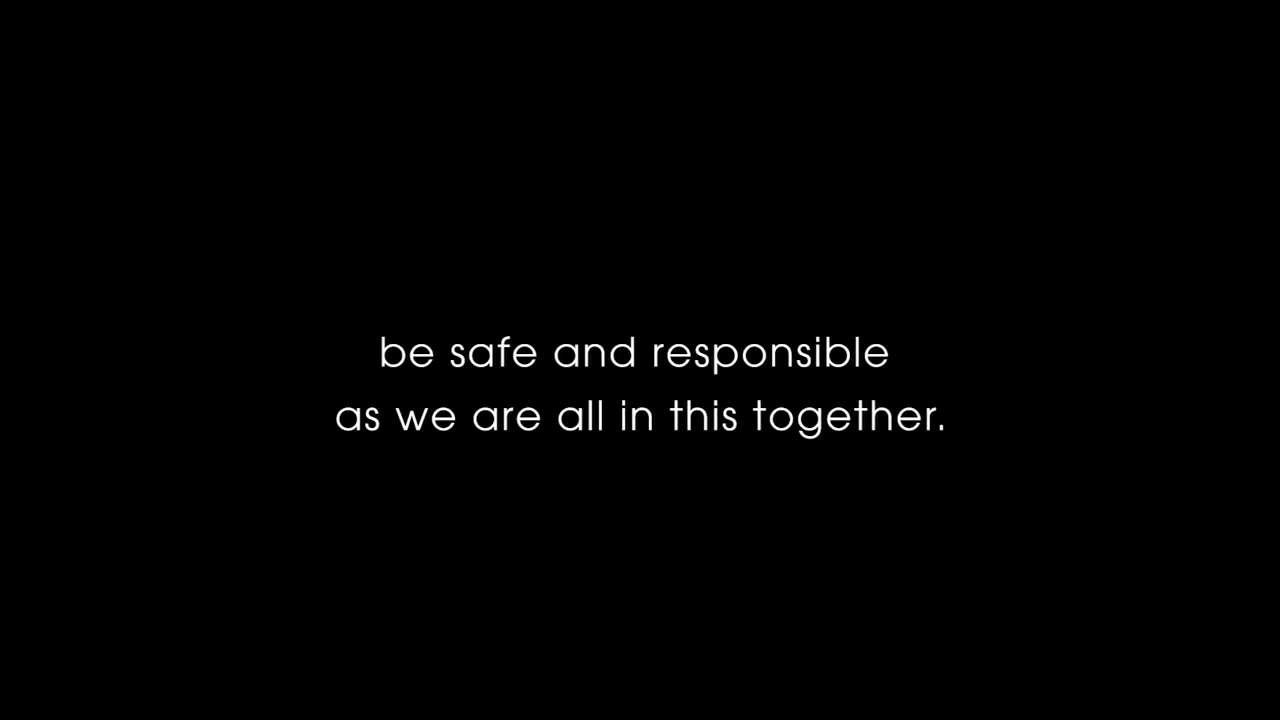 be safe and responsible
as we are all in this together.